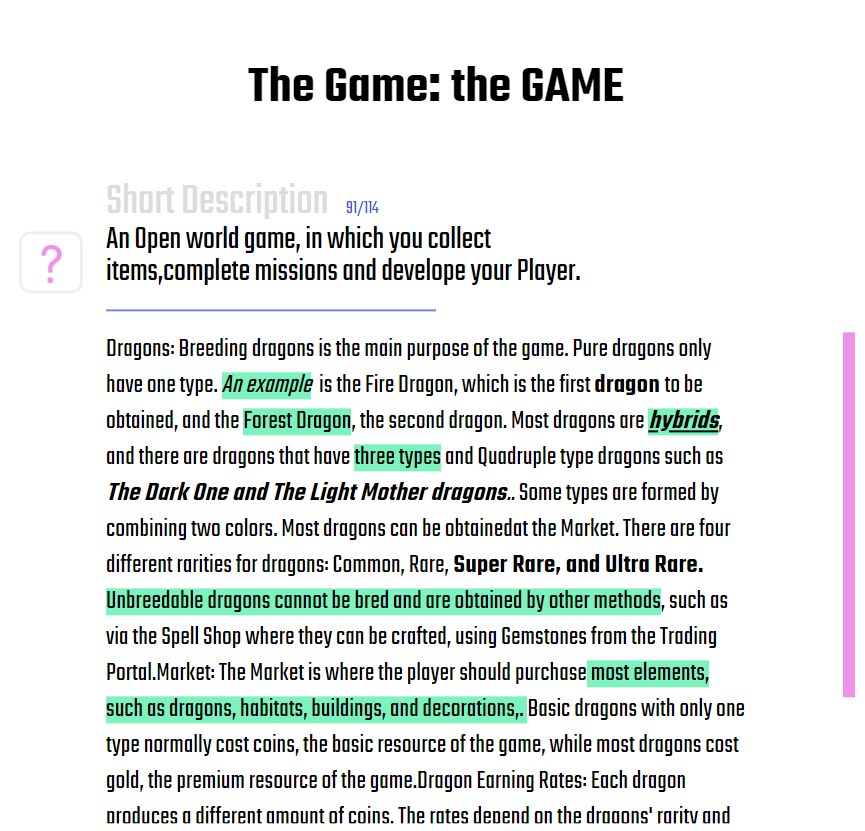 The Game: the GAME
Short Description 91/114
An Open world game, in which you collect
?
items,complete missions and develope your Player.
Dragons: Breeding dragons is the main purpose of the game. Pure dragons only
have one type. An example is the Fire Dragon, which is the first dragon to be
obtained, and the Forest Dragon, the second dragon. Most dragons are hybrids,
and there are dragons that have three types and Quadruple type dragons such as
The Dark One and The Light Mother dragons.. Some types are formed by
combining two colors. Most dragons can be obtainedat the Market. There are four
different rarities for dragons: Common, Rare, Super Rare, and Ultra Rare.
Unbreedable dragons cannot be bred and are obtained by other methods, such as
via the Spell Shop where they can be crafted, using Gemstones from the Trading
Portal.Market: The Market is where the player should purchase most elements,
such as dragons, habitats, buildings, and decorations,. Basic dragons with only one
type normally cost coins, the basic resource of the game, while most dragons cost
gold, the premium resource of the game.Dragon Earning Rates: Each dragon
produces a different amount of coins. The rates depend on the dragons' rarity and